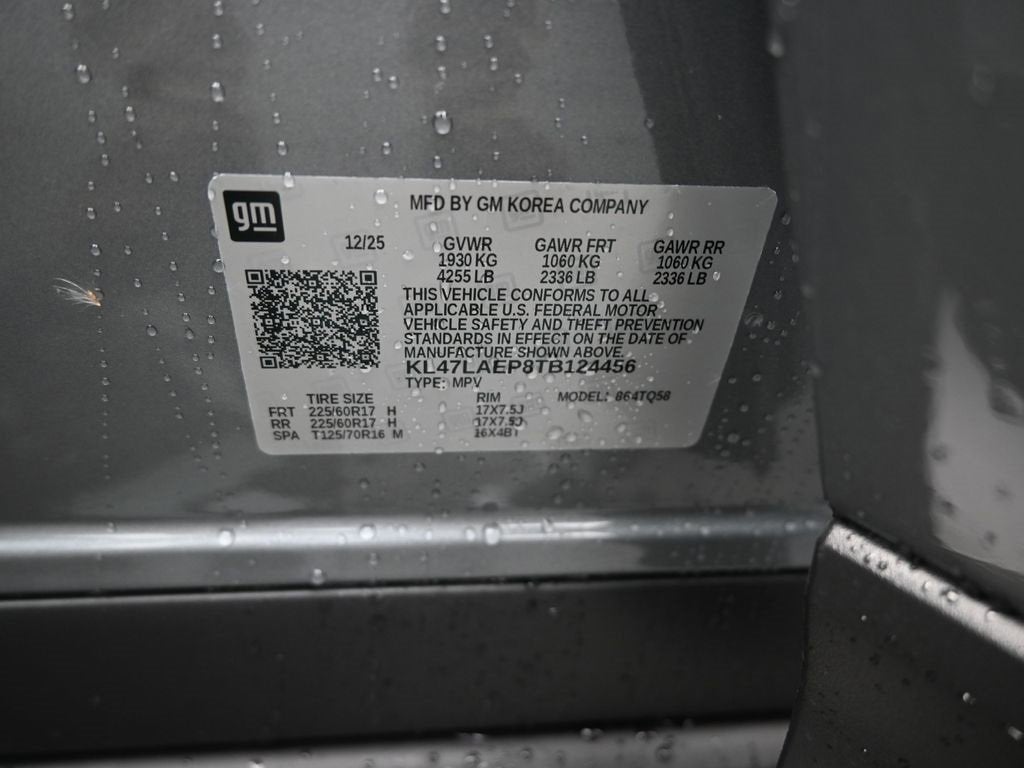 gm
MFD BY GM KOREA COMPANY
12/25 GVWR GAWR FRT GAWR RR
1930 KG 1060 KG 1060 KG
4255 LB 2336 LB 2336 LB
THIS VEHICLE CONFORMS TO ALL
APPLICABLE U.S. FEDERAL MOTOR
VEHICLE SAFETY AND THEFT PREVENTION
STANDARDS IN EFFECT ON THE DATE OF
MANUFACTURE SHOWN ABOVE.
KL47LAEP8TB124456
TYPE: MPV
TIRE SIZE RIM MODEL: 864TQ58
FRT 225/60R17 H 17X7.5J
RR 225/60R17 H 17X7.5J
SPA T125/70R16 M 16X4BT